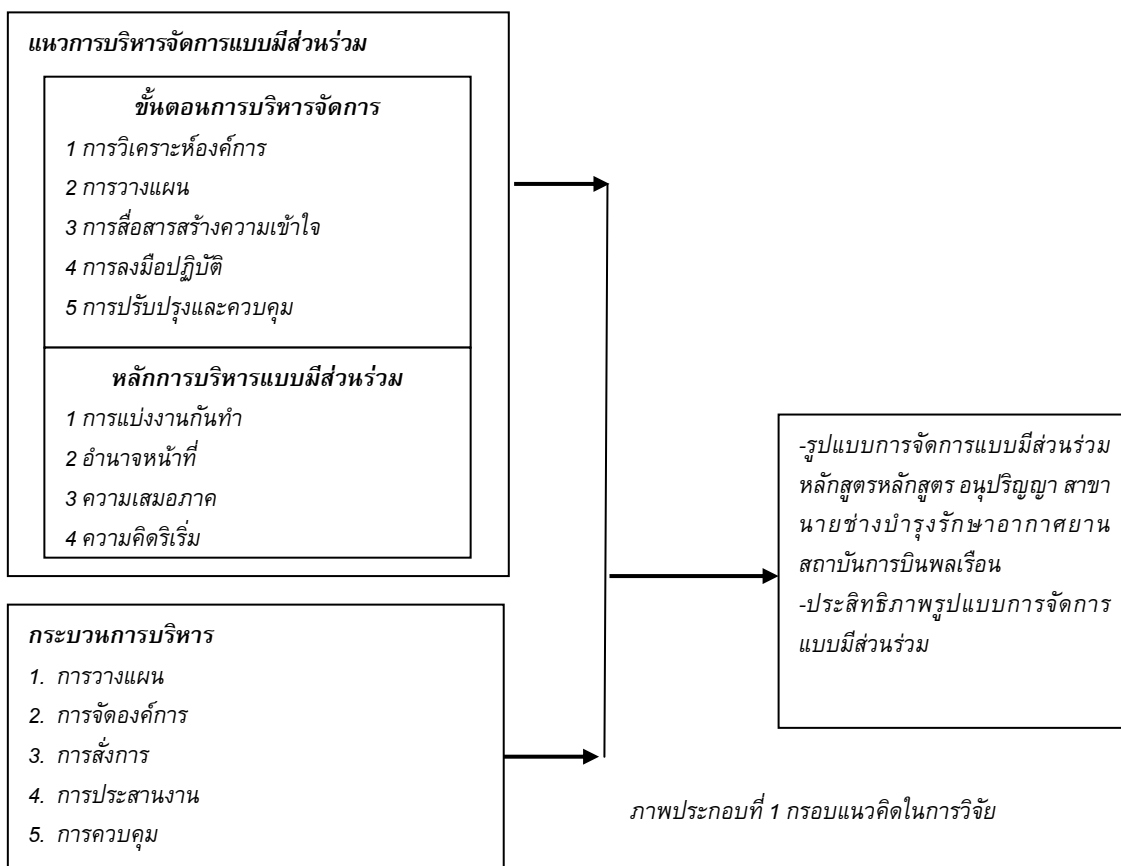 แนวการบริหารจัดการแบบมีส่วนร่วม
ขั้นตอนการบริหารจัดการ
1 การวิเคราะห์องค์การ
2 การวางแผน
3 การสื่อสารสร้างความเข้าใจ
4 การลงมือปฏิบัติ
5 การปรับปรุงและควบคุม
หลักการบริหารแบบมีส่วนร่วม
1 การแบ่งงานกันทำ
2 อำนาจหน้าที่
3 ความเสมอภาค
4 ความคิดริเริ่ม
กระบวนการบริหาร
1. การวางแผน
2. การจัดองค์การ
3. การสั่งการ
4. การประสานงาน
5. การควบคุม
-รูปแบบการจัดการแบบมีส่วนร่วม
หลักสูตรหลักสูตร อนุปริญญา สาขา
นายช่างบำรุงรักษาอากาศยาน
สถาบันการบินพลเรือน
-ประสิทธิภาพรูปแบบการจัดการ
แบบมีส่วนร่วม
ภาพประกอบที่ 1 กรอบแนวคิดในการวิจัย